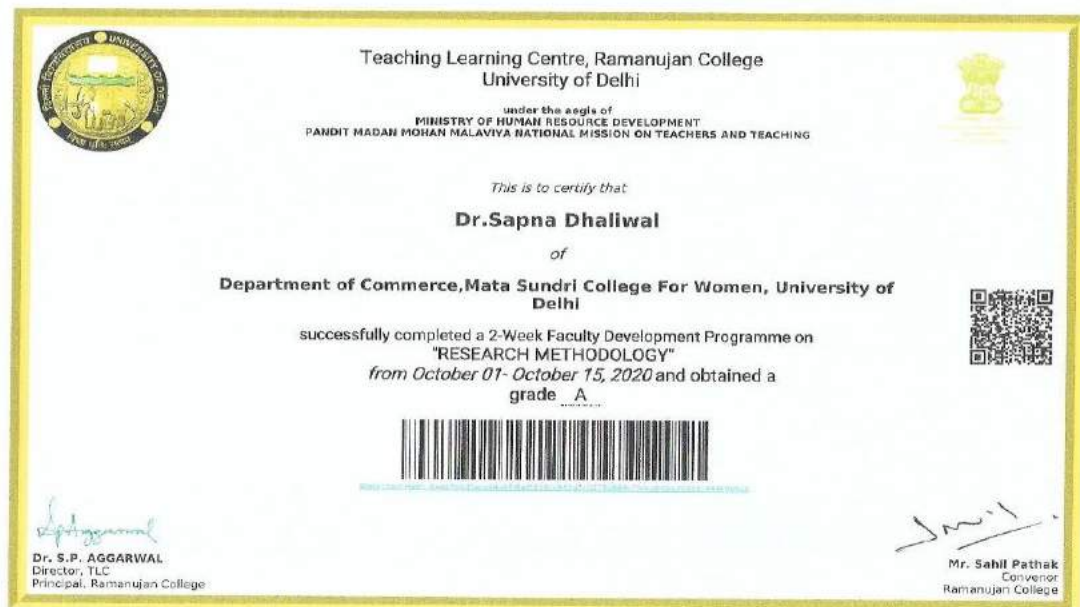 UNIVERSITY OF DELHI
Teaching Learning Centre, Ramanujan College
University of Delhi
under the aegis of
MINISTRY OF HUMAN RESOURCE DEVELOPMENT
PANDIT MADAN MOHAN MALAVIYA NATIONAL MISSION ON TEACHERS AND TEACHING
This is to certify that
Dr.Sapna Dhaliwal
of
Department of Commerce,Mata Sundri College For Women, University of
Delhi
successfully completed a 2-Week Faculty Development Programme on
"RESEARCH METHODOLOGY"
from October 01- October 15, 2020 and obtained a
grade A
Dr. S.P. AGGARWAL
Director, TLC
Principal, Ramanujan College
Mr. Sahil Pathak
Convenor
Ramanujan College